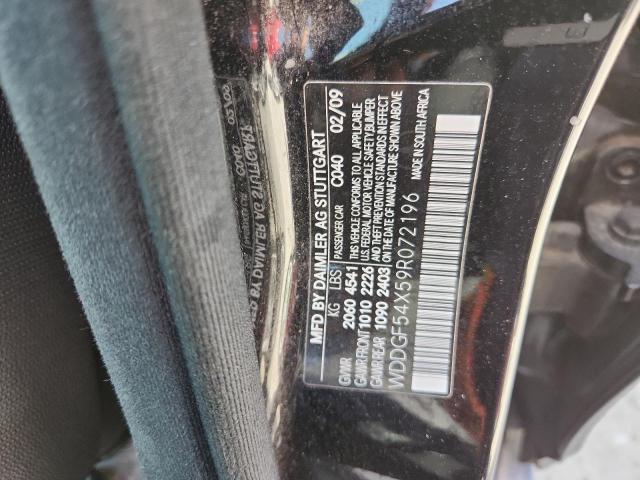 MFD BY DAIMLER AG STUTTGART
KG LBS PASSENGER CAR C040 02/09
GVWR 2060 4541 THIS VEHICLE CONFORMS TO ALL APPLICABLE
GAWR FRONT 1010 2226 U.S. FEDERAL MOTOR VEHICLE SAFETY, BUMPER
GAWR REAR 1090 2403 AND THEFT PREVENTION STANDARDS IN EFFECT
ON THE DATE OF MANUFACTURE SHOWN ABOVE
WDDGF54X59R072196 MADE IN SOUTH AFRICA